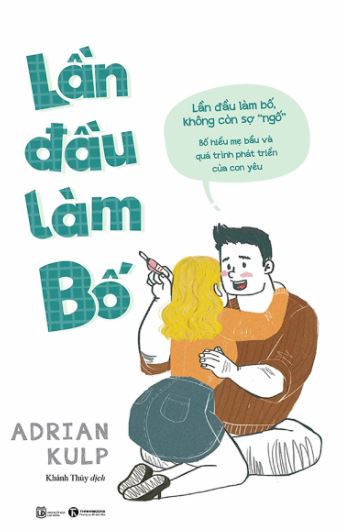 Lần
đầu
làm
Bố
Lần đầu làm bố,
không còn sợ "ngố"
Bố hiểu mẹ bầu và
quá trình phát triển
của con yêu
ADRIAN
KULP
Khánh Thủy dịch
THAIHABOOKS